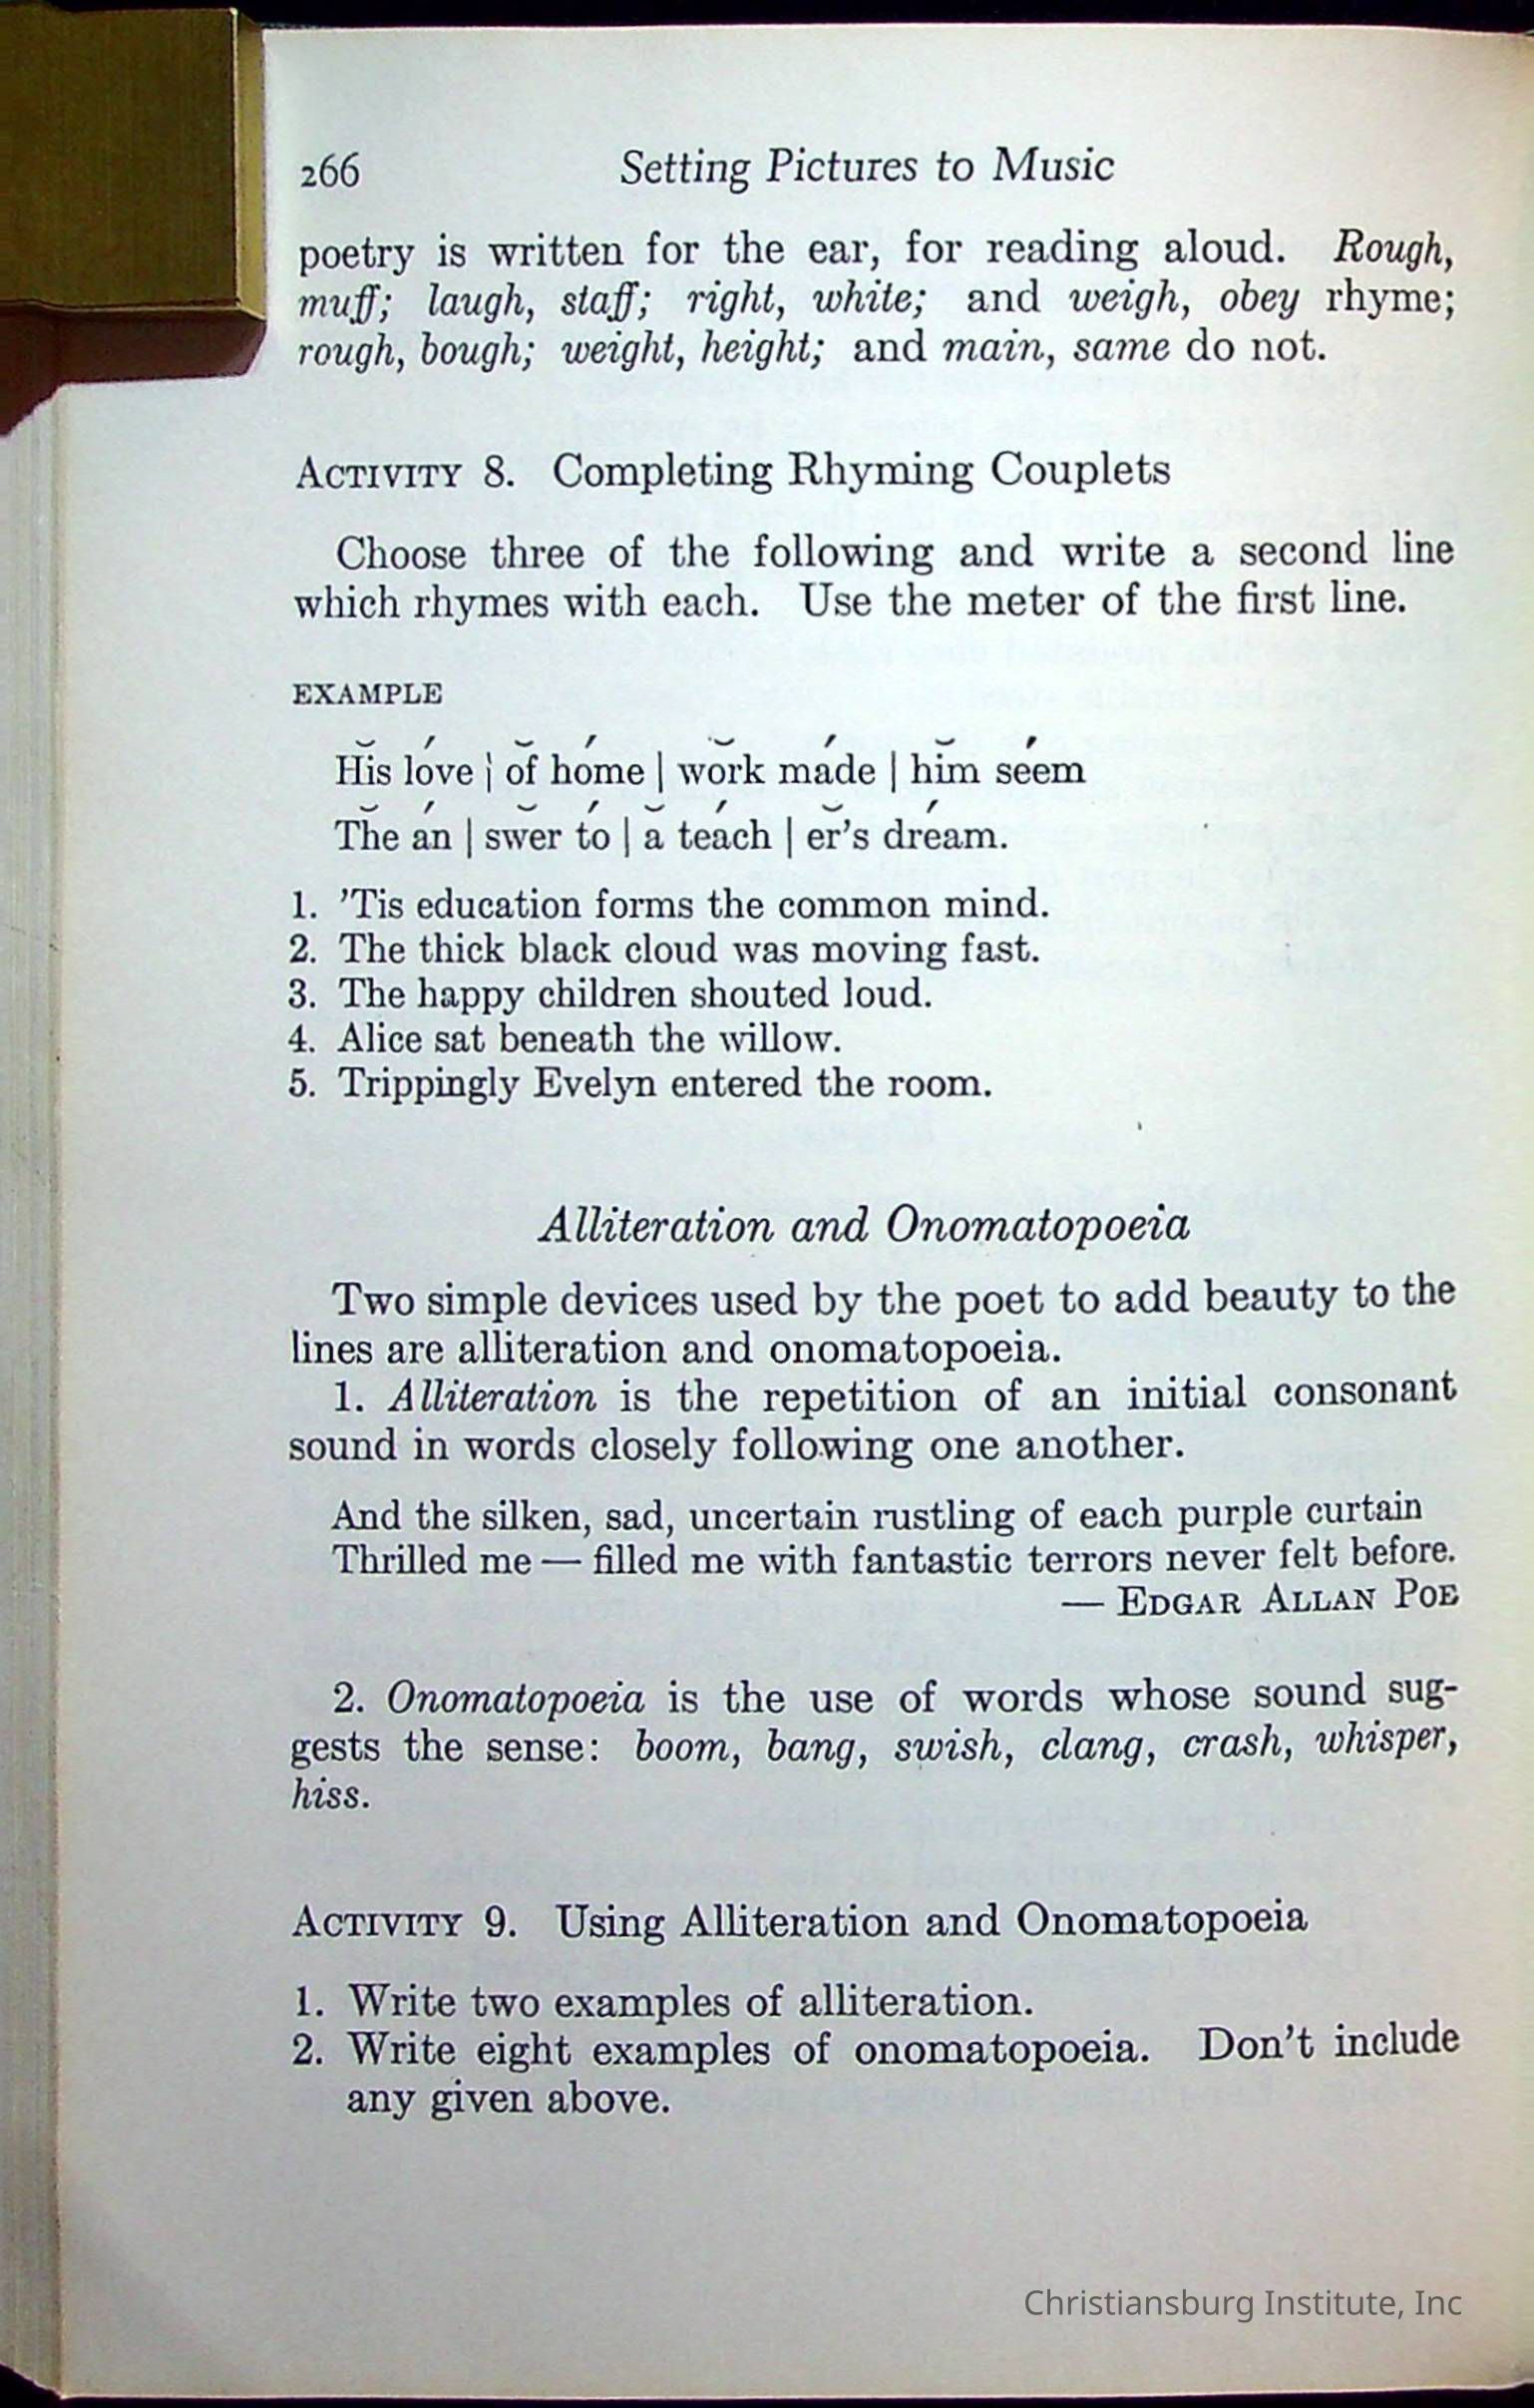 266 Setting Pictures to Music
poetry is written for the ear, for reading aloud. Rough,
muff; laugh, staff; right, white; and weigh, obey rhyme;
rough, bough; weight, height; and main, same do not.
ACTIVITY 8. Completing Rhyming Couplets
Choose three of the following and write a second line
which rhymes with each. Use the meter of the first line.
EXAMPLE
His love | of home | work made | him seem
The an | swer to | a teach | er's dream.
1. 'Tis education forms the common mind.
2. The thick black cloud was moving fast.
3. The happy children shouted loud.
4. Alice sat beneath the willow.
5. Trippingly Evelyn entered the room.
Alliteration and Onomatopoeia
Two simple devices used by the poet to add beauty to the
lines are alliteration and onomatopoeia.
1. Alliteration is the repetition of an initial consonant
sound in words closely following one another.
And the silken, sad, uncertain rustling of each purple curtain
Thrilled me — filled me with fantastic terrors never felt before.
— EDGAR ALLAN POE
2. Onomatopoeia is the use of words whose sound sug-
gests the sense: boom, bang, swish, clang, crash, whisper,
hiss.
ACTIVITY 9. Using Alliteration and Onomatopoeia
1. Write two examples of alliteration.
2. Write eight examples of onomatopoeia. Don't include
any given above.
Christiansburg Institute, Inc